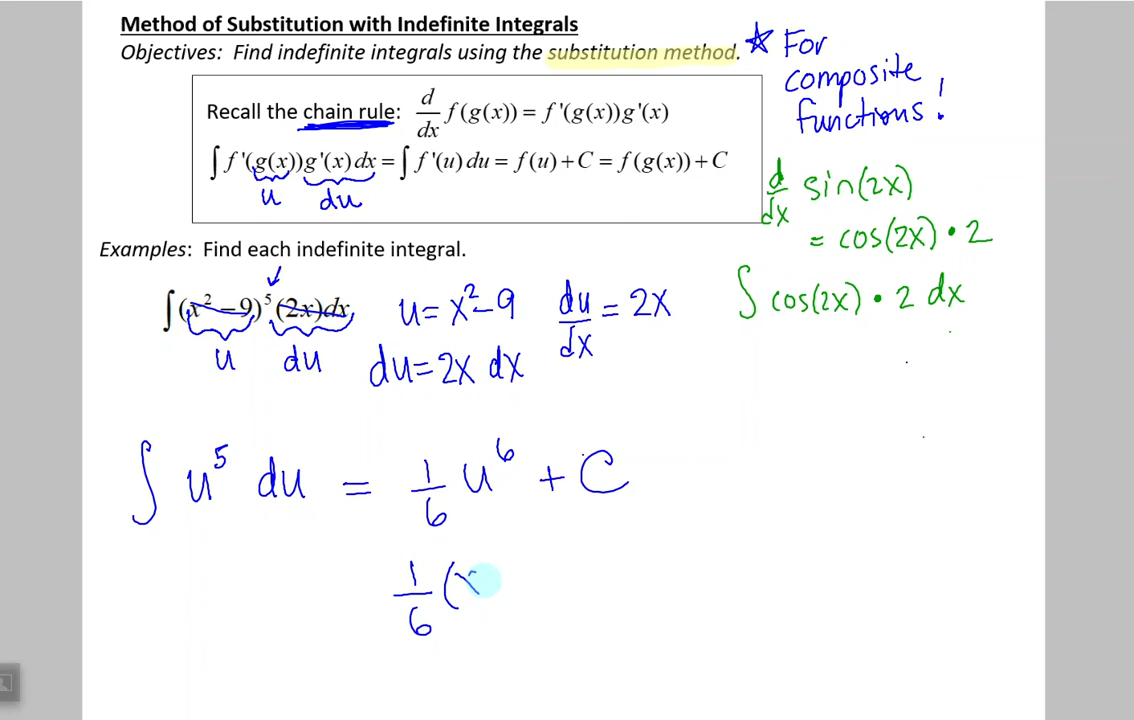 Method of Substitution with Indefinite Integrals
Objectives: Find indefinite integrals using the substitution method.
★ For
composite
functions!
Recall the chain rule: d/dx f(g(x)) = f'(g(x))g'(x)
∫ f'(g(x))g'(x)dx = ∫ f'(u)du = f(u)+C = f(g(x))+C
u du
d/dx sin(2x)
= cos(2x) • 2
∫ cos(2x) • 2 dx
Examples: Find each indefinite integral.
∫(x²−9)⁵(2x)dx u = x²−9 du/dx = 2x
u du du = 2x dx
∫ u⁵ du = 1/6 u⁶ + C
1/6 (x